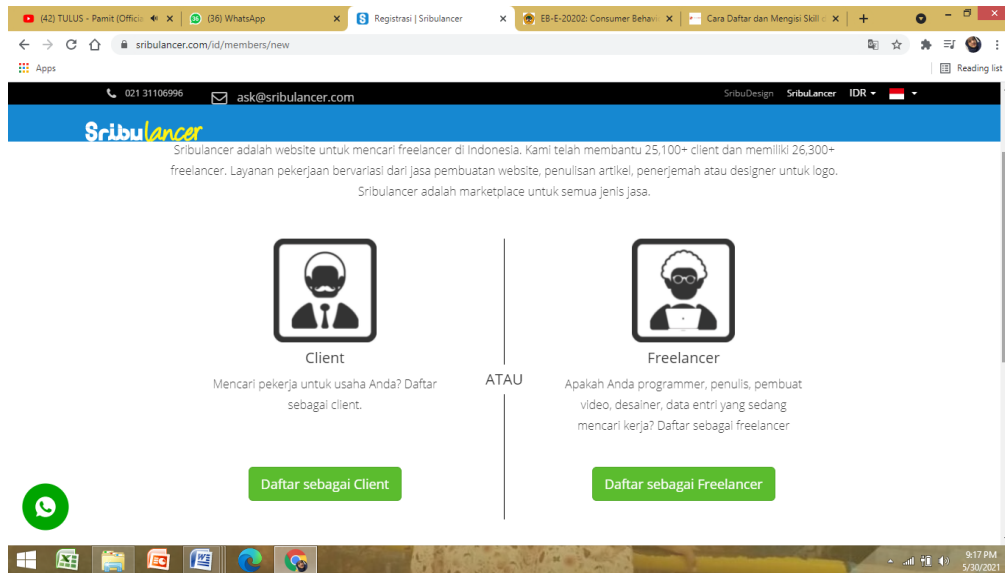 (42) TULUS - Pamit (Officia
(36) WhatsApp
Registrasi | Sribulancer
EB-E-20202: Consumer Behavi
Cara Daftar dan Mengisi Skill
sribulancer.com/id/members/new
Apps
Reading list
021 31106996
ask@sribulancer.com
SribuDesign SribuLancer IDR
Sribulancer
Sribulancer adalah website untuk mencari freelancer di Indonesia. Kami telah membantu 25,100+ client dan memiliki 26,300+
freelancer. Layanan pekerjaan bervariasi dari jasa pembuatan website, penulisan artikel, penerjemah atau designer untuk logo.
Sribulancer adalah marketplace untuk semua jenis jasa.
Client
Mencari pekerja untuk usaha Anda? Daftar
sebagai client.
Daftar sebagai Client
ATAU
Freelancer
Apakah Anda programmer, penulis, pembuat
video, desainer, data entri yang sedang
mencari kerja? Daftar sebagai freelancer
Daftar sebagai Freelancer
9:17 PM
5/30/2021